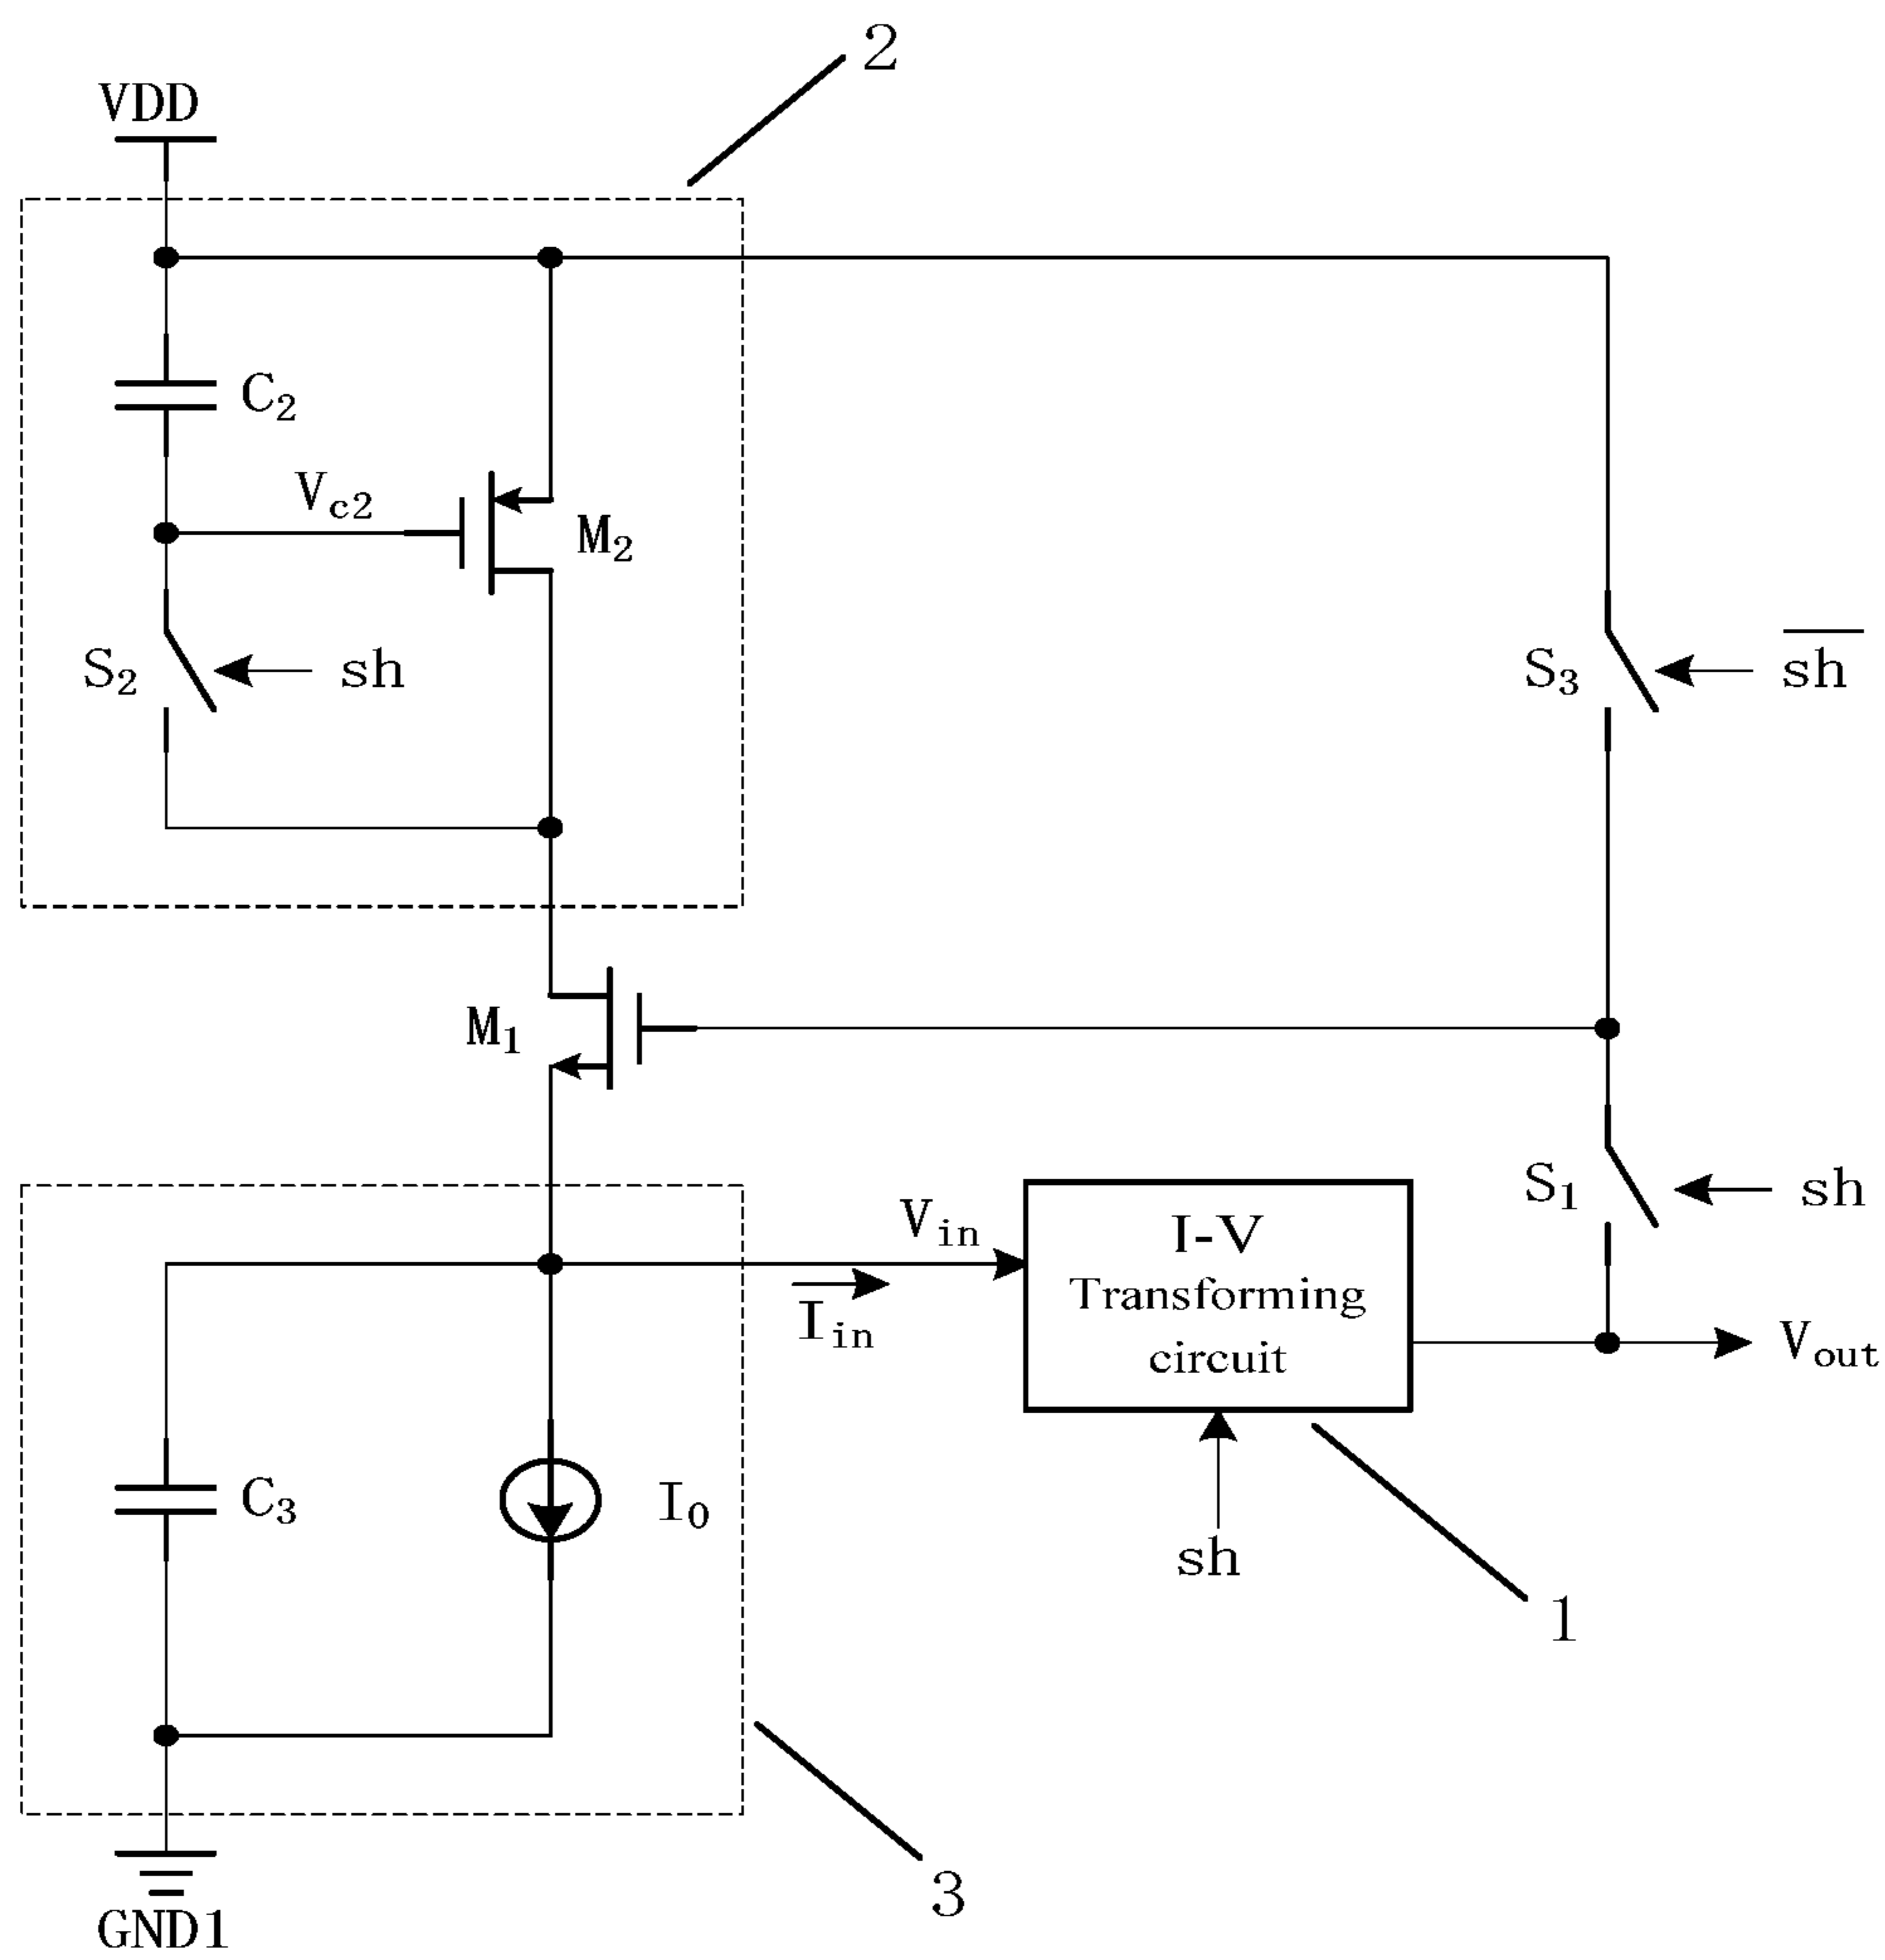 2
VDD
C2
Vc2
M2
S2
sh
S3
s̅h̅
M1
S1
sh
Vin
I-V
Transforming
circuit
Iin
Vout
C3
I0
sh
1
3
GND1